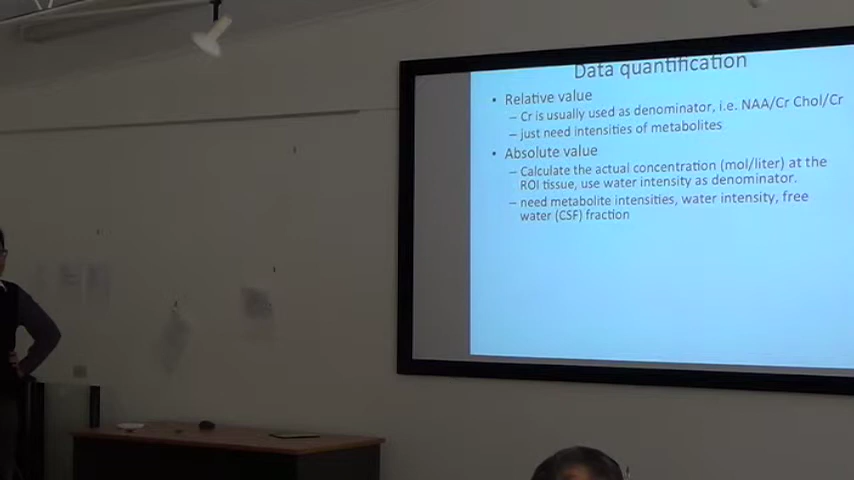 Data quantification
• Relative value
– Cr is usually used as denominator, i.e. NAA/Cr Chol/Cr
– just need intensities of metabolites
• Absolute value
– Calculate the actual concentration (mol/liter) at the
ROI tissue, use water intensity as denominator.
– need metabolite intensities, water intensity, free
water (CSF) fraction